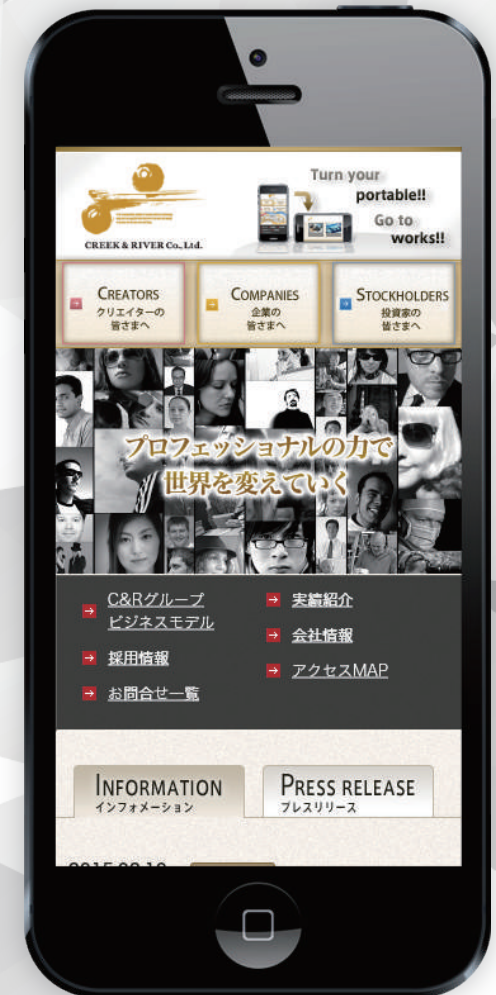 CREEK & RIVER Co., Ltd.
Turn your
portable!!
Go to
works!!
CREATORS
クリエイターの
皆さまへ
COMPANIES
企業の
皆さまへ
STOCKHOLDERS
投資家の
皆さまへ
プロフェッショナルの力で
世界を変えていく
C&Rグループ
ビジネスモデル
採用情報
お問合せ一覧
実績紹介
会社情報
アクセスMAP
INFORMATION
インフォメーション
PRESS RELEASE
プレスリリース